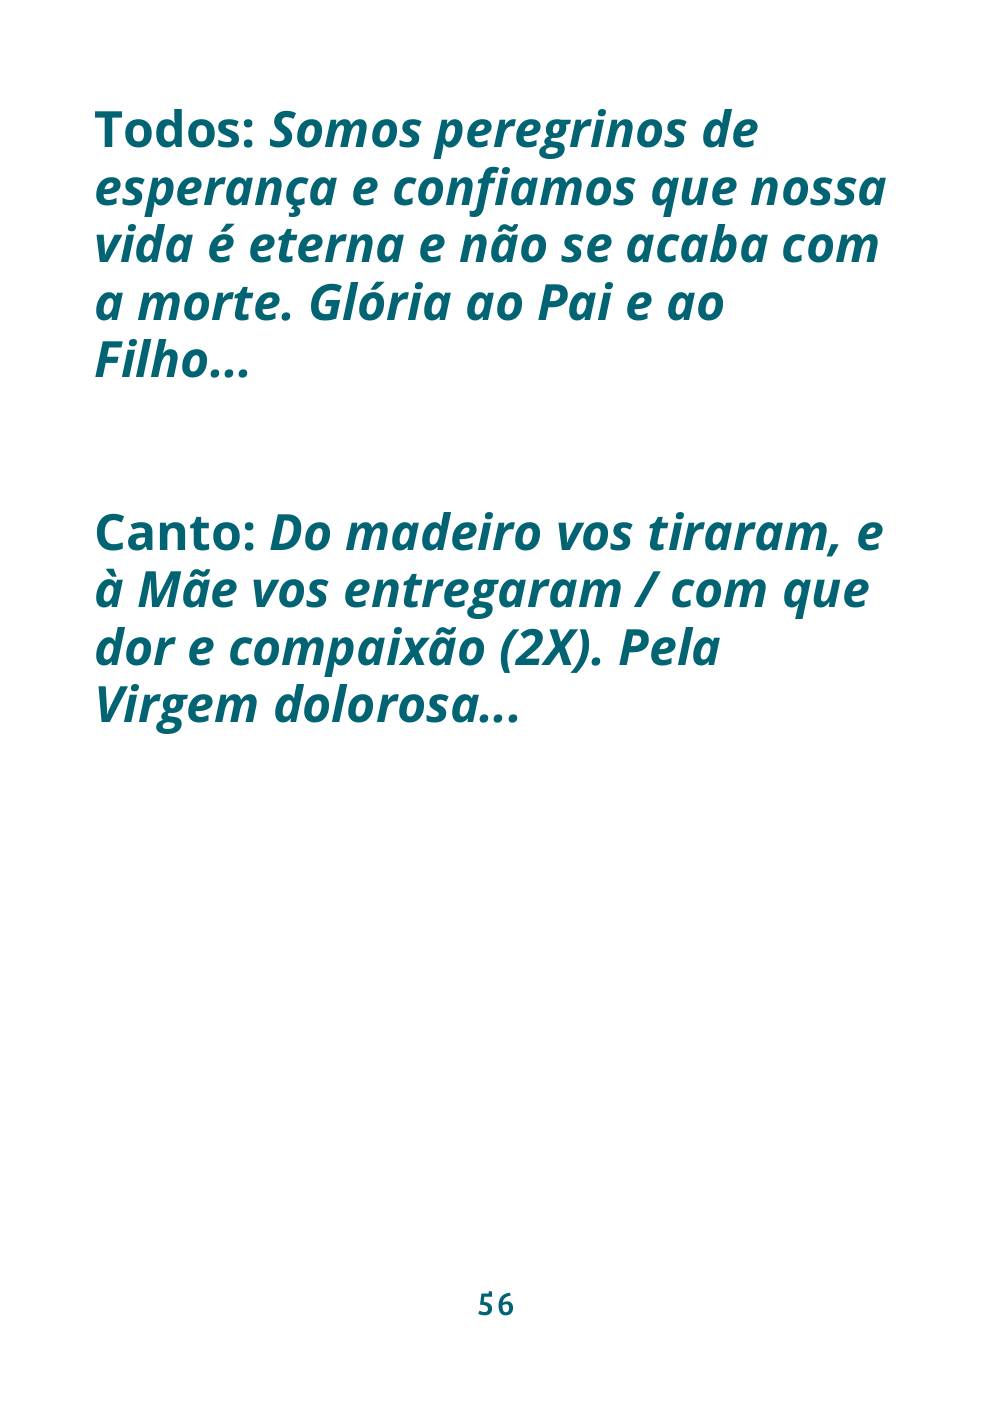 Todos: Somos peregrinos de
esperança e confiamos que nossa
vida é eterna e não se acaba com
a morte. Glória ao Pai e ao
Filho...
Canto: Do madeiro vos tiraram, e
à Mãe vos entregaram / com que
dor e compaixão (2X). Pela
Virgem dolorosa...
56